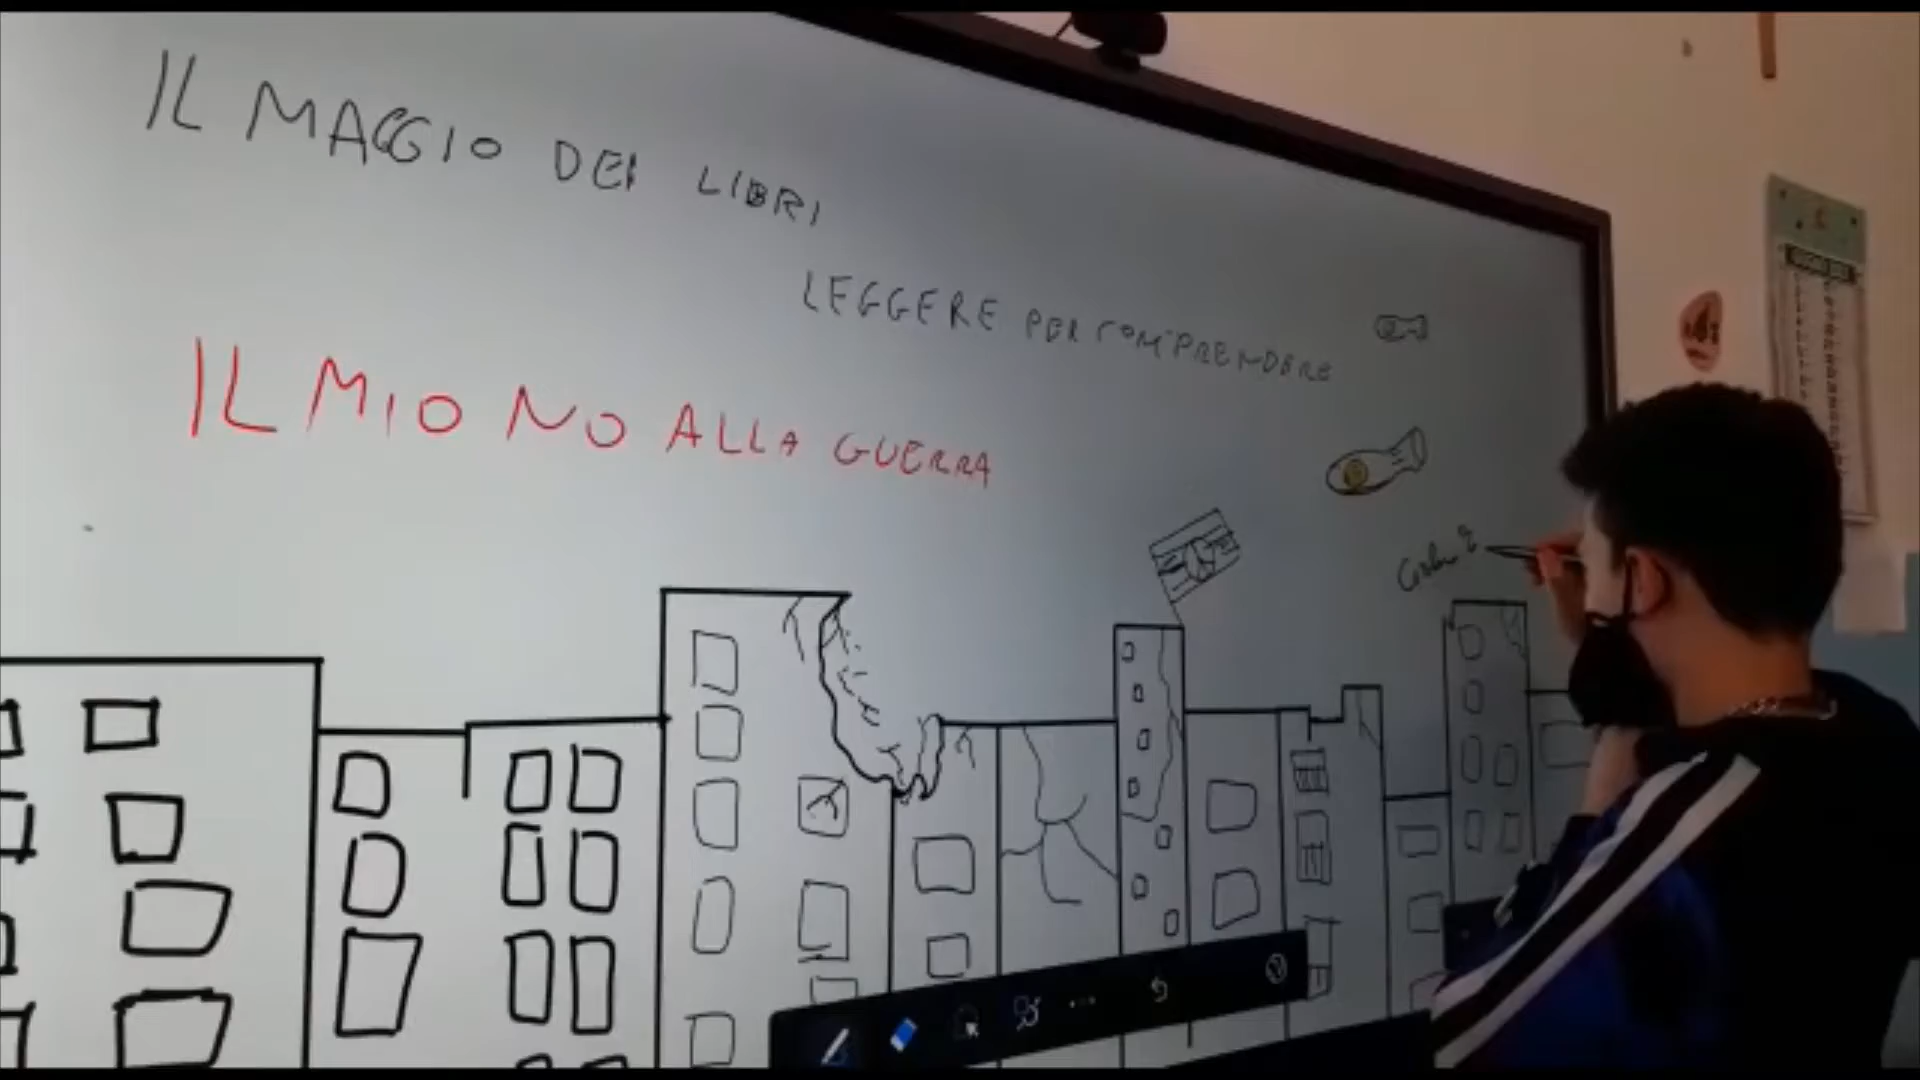 IL MAGGIO DEI LIBRI
LEGGERE PER COMPRENDERE
IL MIO NO ALLA GUERRA